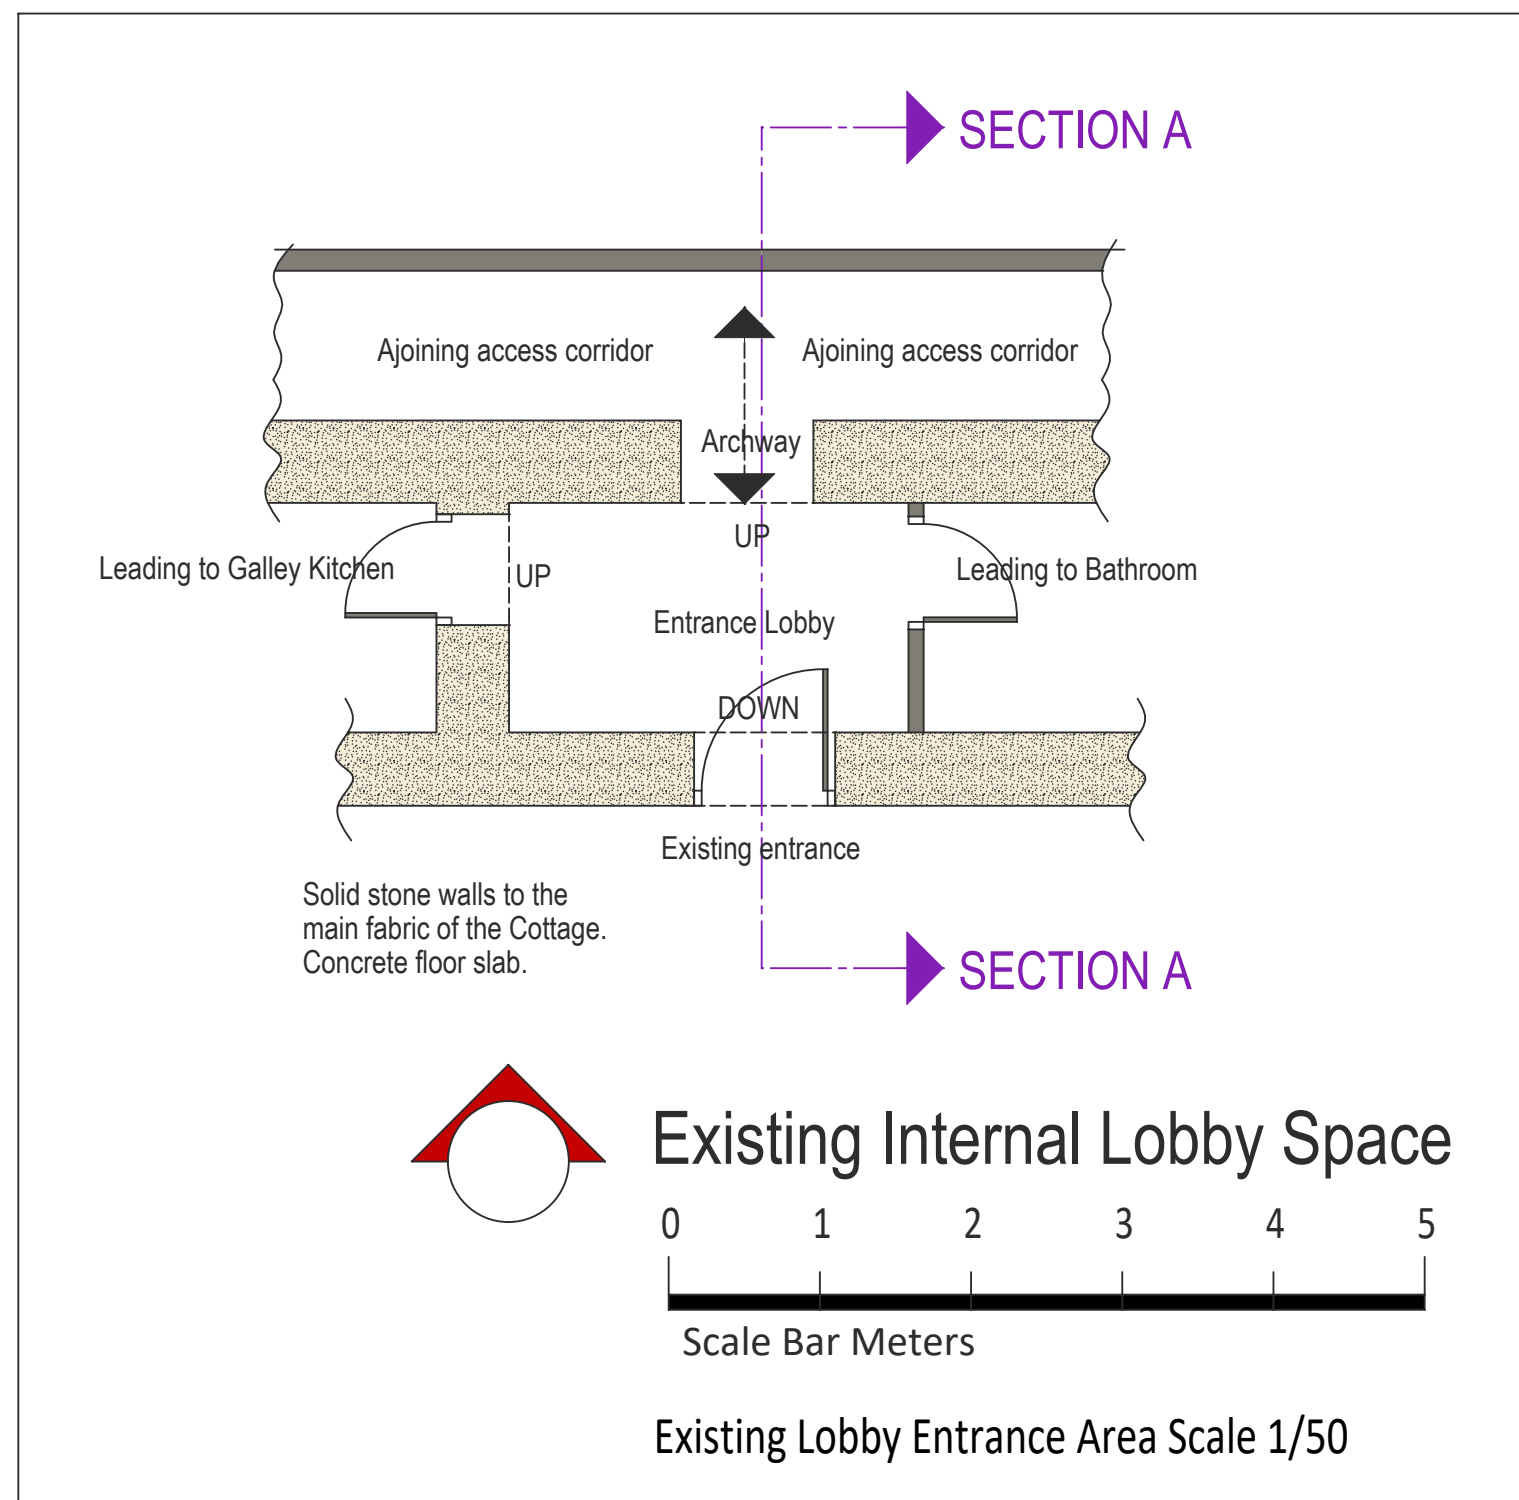 SECTION A
Ajoining access corridor
Ajoining access corridor
Archway
UP
Leading to Galley Kitchen
UP
Leading to Bathroom
Entrance Lobby
DOWN
Existing entrance
Solid stone walls to the
main fabric of the Cottage.
Concrete floor slab.
SECTION A
Existing Internal Lobby Space
0 1 2 3 4 5
Scale Bar Meters
Existing Lobby Entrance Area Scale 1/50